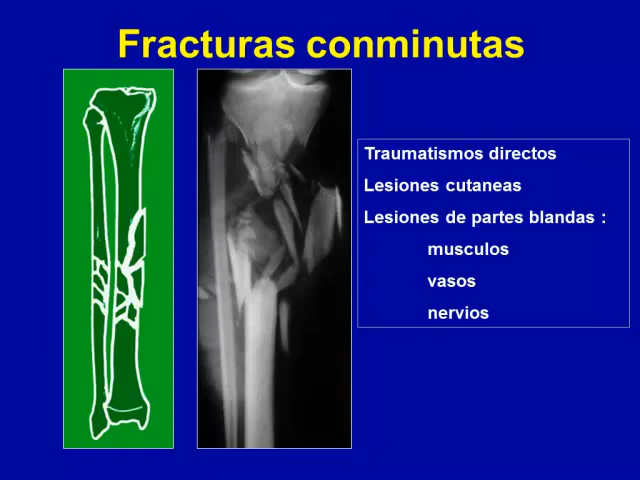 Fracturas conminutas
Traumatismos directos
Lesiones cutaneas
Lesiones de partes blandas :
musculos
vasos
nervios